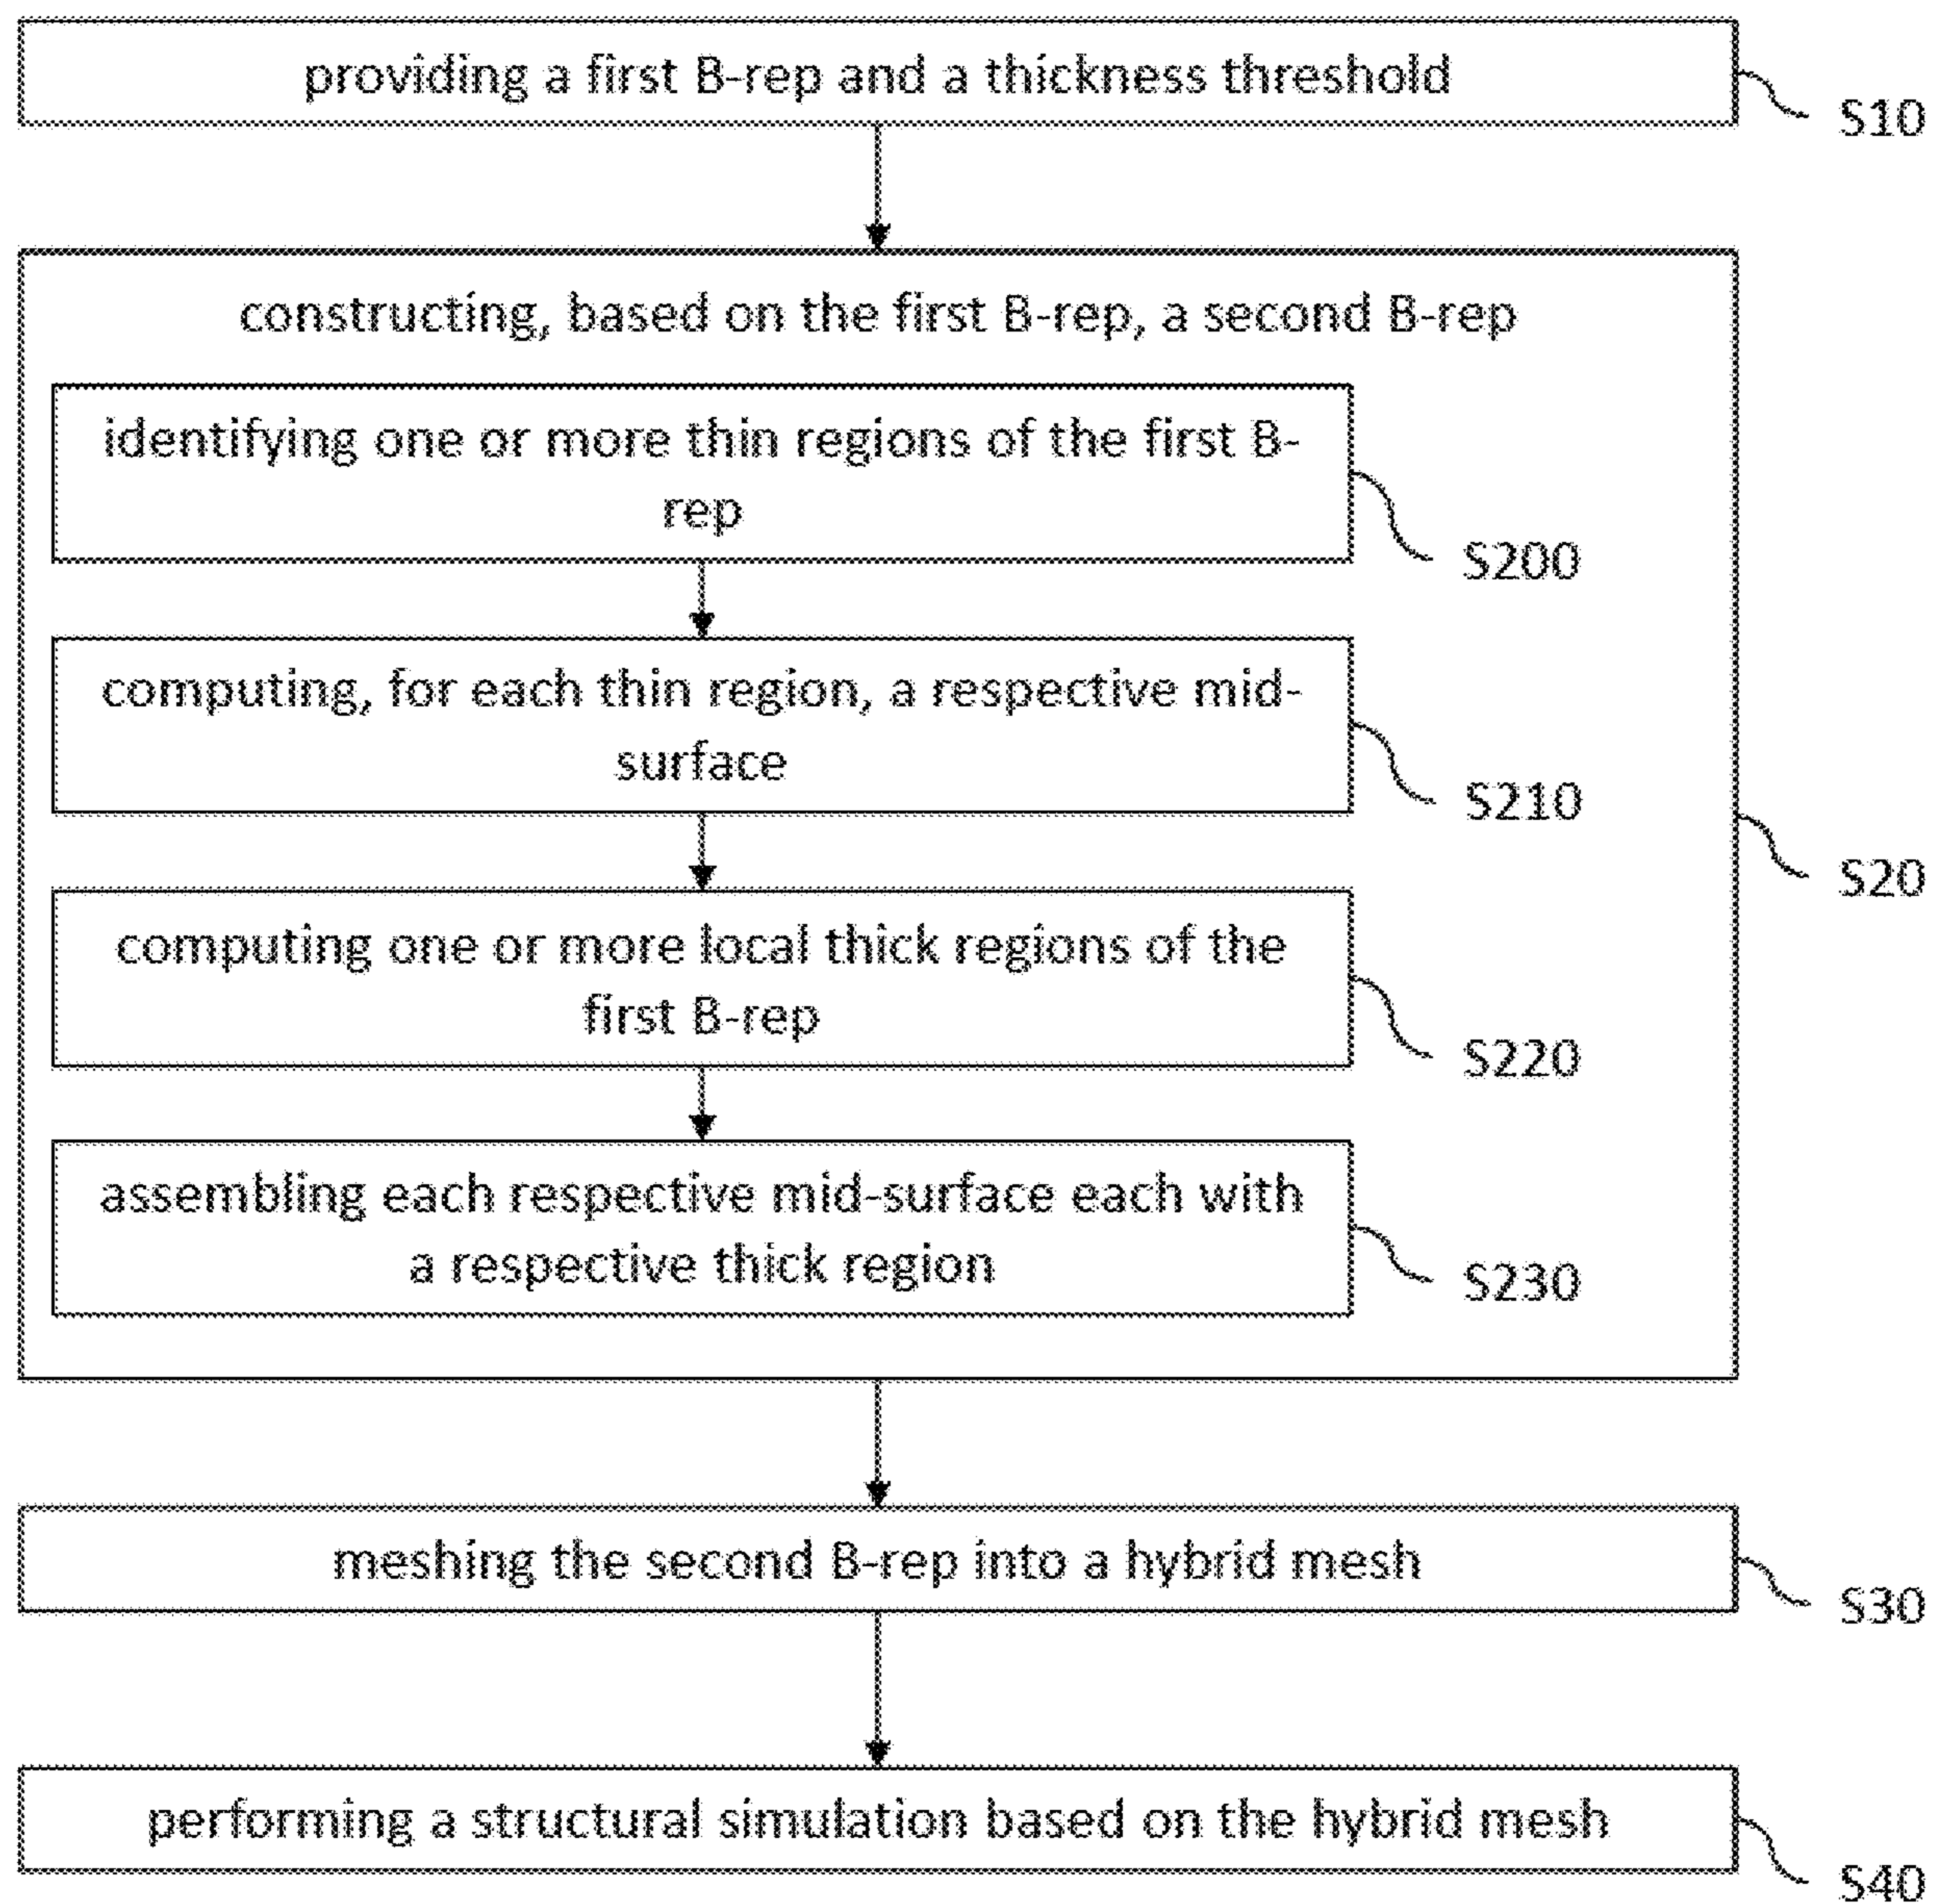 providing a first B-rep and a thickness threshold
S10
constructing, based on the first B-rep, a second B-rep
identifying one or more thin regions of the first B-
rep
S200
computing, for each thin region, a respective mid-
surface
S210
S20
computing one or more local thick regions of the
first B-rep
S220
assembling each respective mid-surface each with
a respective thick region
S230
meshing the second B-rep into a hybrid mesh
S30
performing a structural simulation based on the hybrid mesh
S40